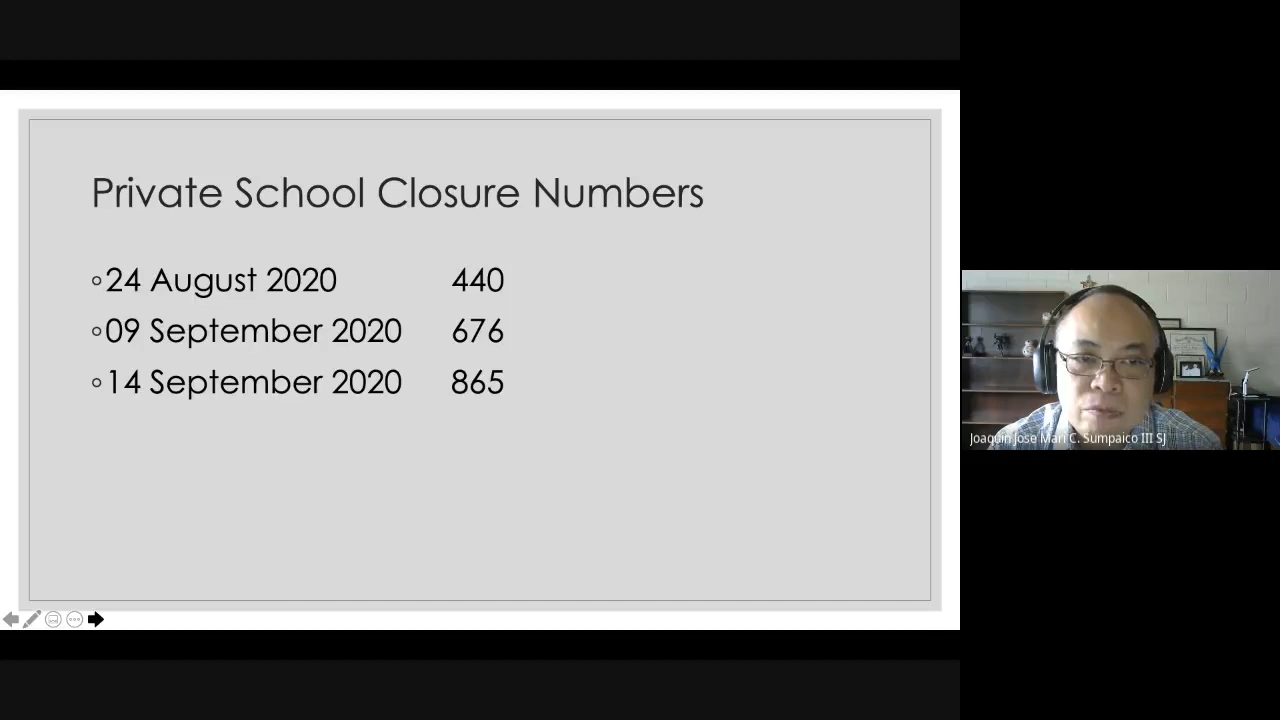 Private School Closure Numbers
◦24 August 2020 440
◦09 September 2020 676
◦14 September 2020 865
Joaquin Jose Mari C. Sumpaico III SJ